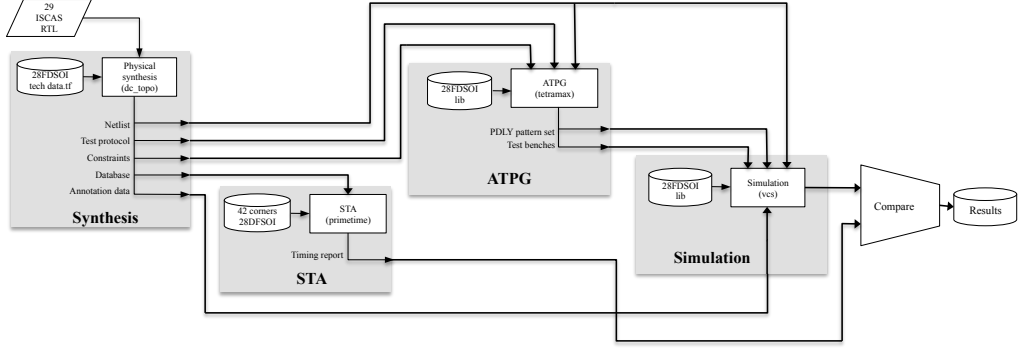 29
ISCAS
RTL
28FDSOI
tech data.tf
Physical
synthesis
(dc_topo)
Netlist
Test protocol
Constraints
Database
Annotation data
Synthesis
42 corners
28DFSOI
STA
(primetime)
Timing report
STA
28FDSOI
lib
ATPG
(tetramax)
PDLY pattern set
Test benches
ATPG
28FDSOI
lib
Simulation
(vcs)
Simulation
Compare
Results